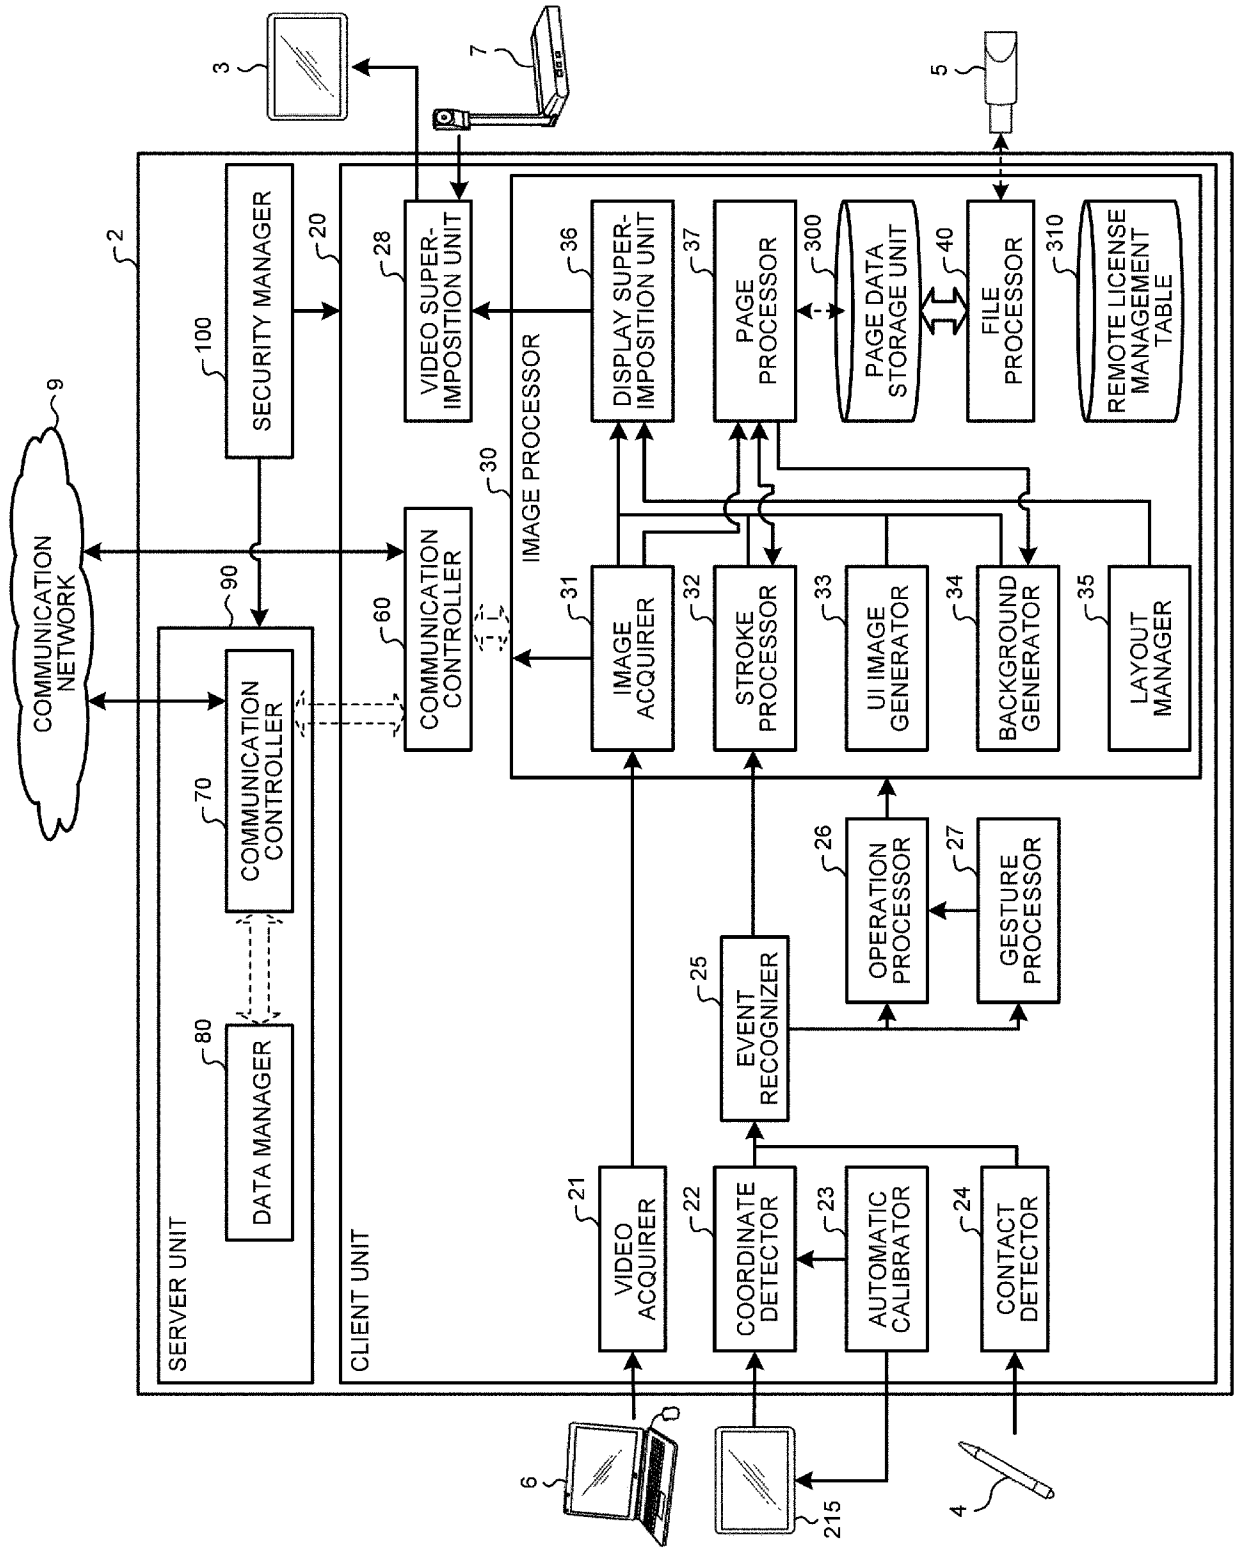 COMMUNICATION
NETWORK
9
2
SERVER UNIT
90
DATA MANAGER
80
COMMUNICATION
CONTROLLER
70
SECURITY MANAGER
100
CLIENT UNIT
20
COMMUNICATION
CONTROLLER
60
VIDEO SUPER-
IMPOSITION UNIT
28
3
7
IMAGE PROCESSOR
30
VIDEO
ACQUIRER
21
6
IMAGE
ACQUIRER
31
DISPLAY SUPER-
IMPOSITION UNIT
36
COORDINATE
DETECTOR
22
215
EVENT
RECOGNIZER
25
STROKE
PROCESSOR
32
PAGE
PROCESSOR
37
AUTOMATIC
CALIBRATOR
23
OPERATION
PROCESSOR
26
UI IMAGE
GENERATOR
33
PAGE DATA
STORAGE UNIT
300
CONTACT
DETECTOR
24
4
GESTURE
PROCESSOR
27
BACKGROUND
GENERATOR
34
FILE
PROCESSOR
40
5
LAYOUT
MANAGER
35
REMOTE LICENSE
MANAGEMENT
TABLE
310